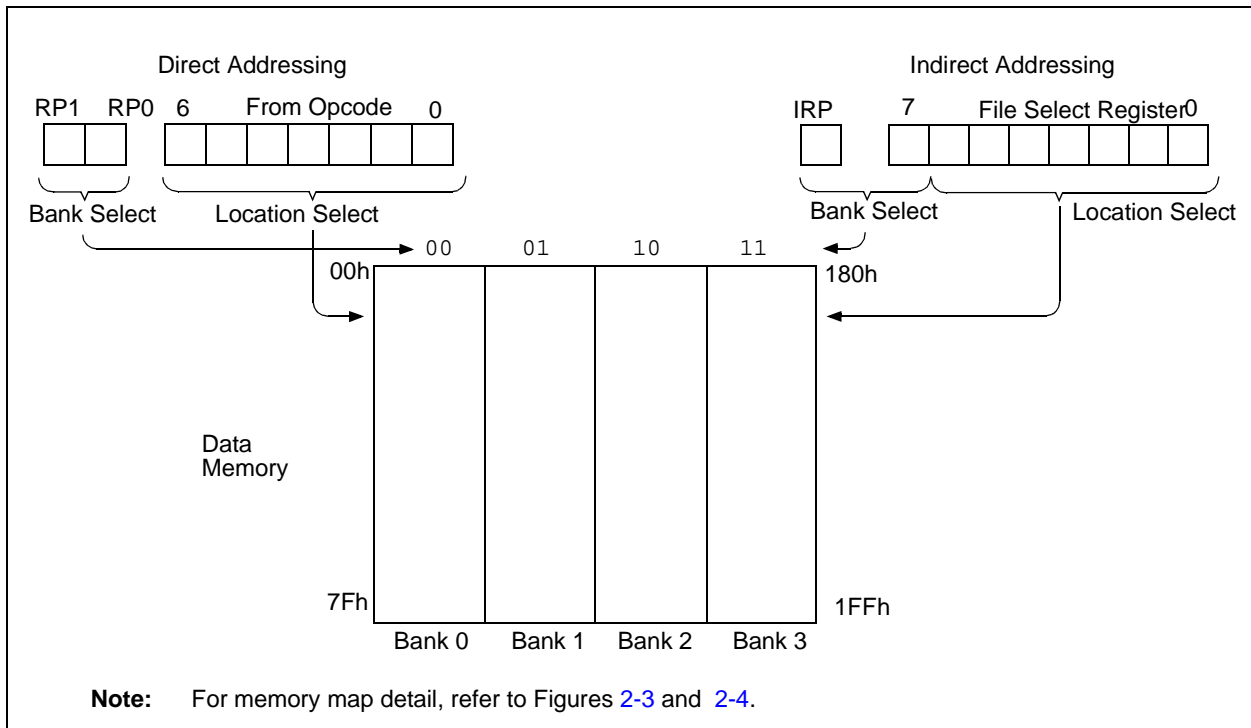 Direct Addressing
Indirect Addressing
RP1 RP0 6 From Opcode 0
IRP 7 File Select Register0
Bank Select Location Select
Bank Select Location Select
00 01 10 11
00h 180h
Data
Memory
7Fh 1FFh
Bank 0 Bank 1 Bank 2 Bank 3
Note: For memory map detail, refer to Figures 2-3 and 2-4.